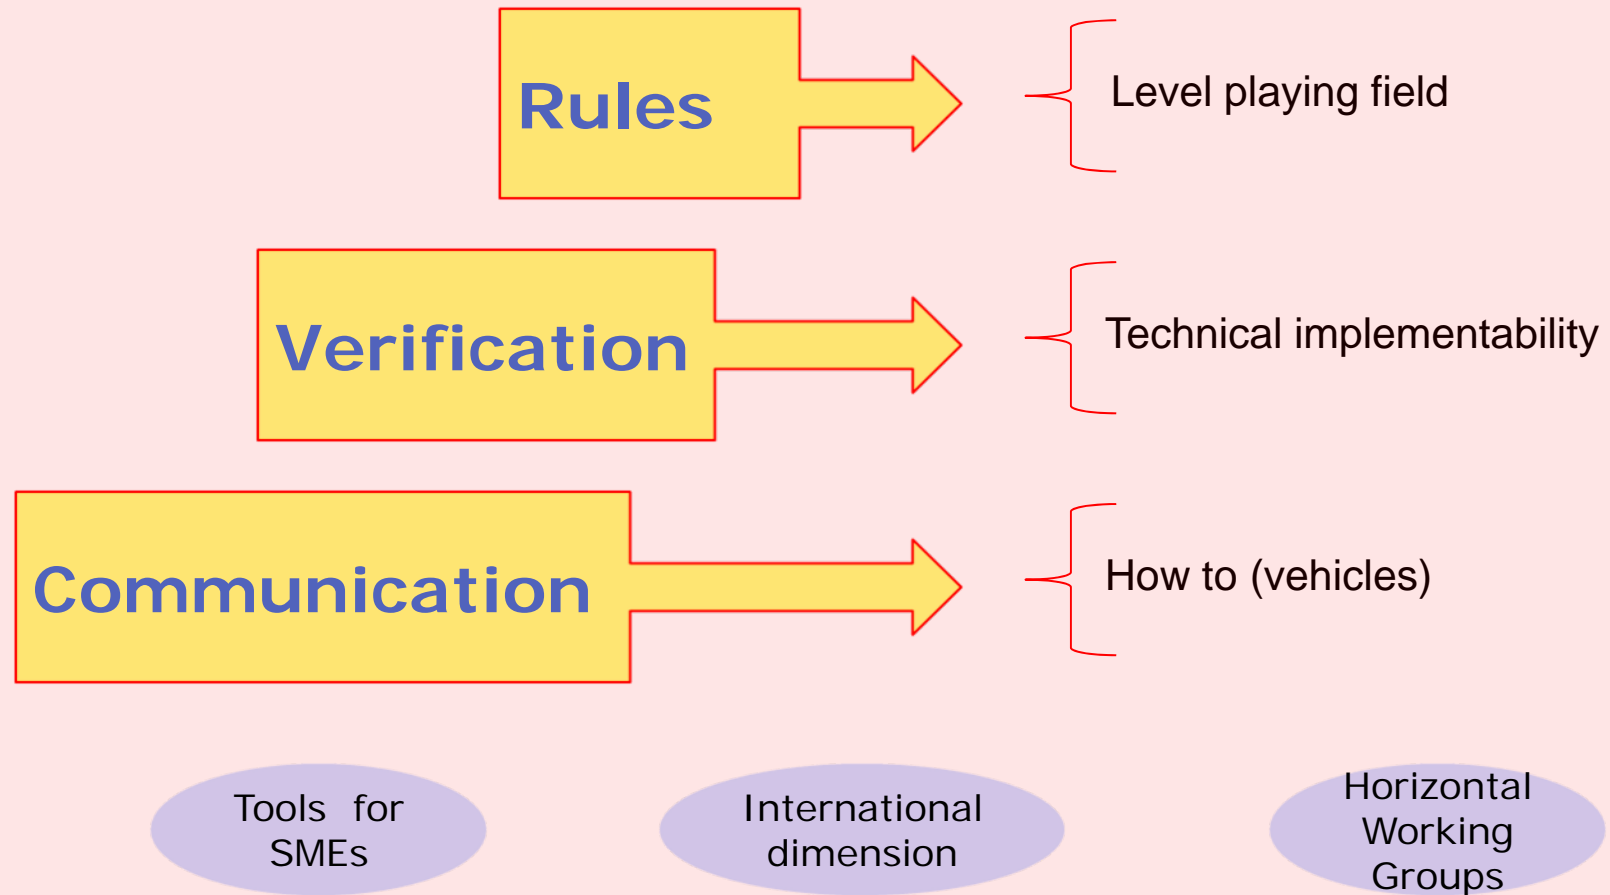 Rules
Level playing field
Verification
Technical implementability
Communication
How to (vehicles)
Tools for
SMEs
International
dimension
Horizontal
Working
Groups